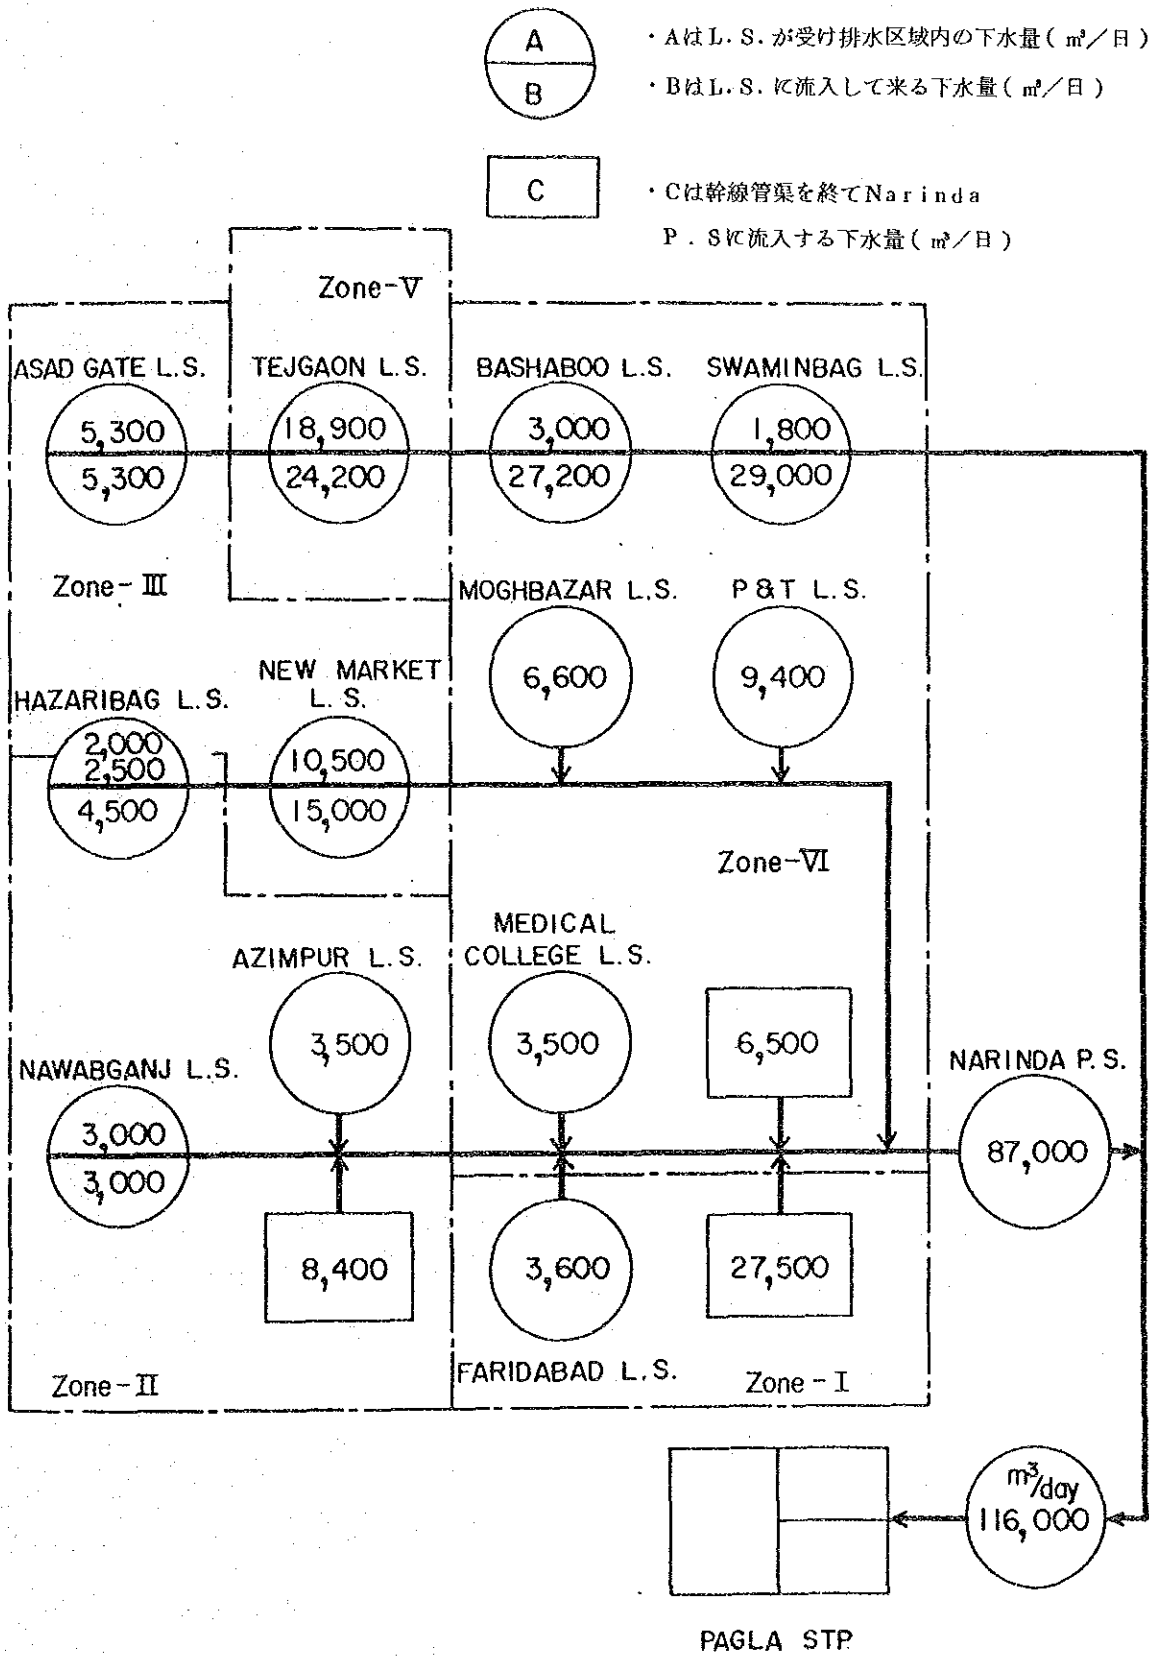 A
B
・AはL.S.が受け排水区域内の下水量(㎥/日)
・BはL.S.に流入して来る下水量(㎥/日)
C
・Cは幹線管渠を終てNarinda
P.Sに流入する下水量(㎥/日)
Zone-V
ASAD GATE L.S.
TEJGAON L.S.
BASHABOO L.S.
SWAMINBAG L.S.
5,300
5,300
18,900
24,200
3,000
27,200
1,800
29,000
Zone-III
MOGHBAZAR L.S.
P&T L.S.
6,600
9,400
HAZARIBAG L.S.
NEW MARKET
L.S.
2,000
2,500
4,500
10,500
15,000
Zone-VI
AZIMPUR L.S.
MEDICAL
COLLEGE L.S.
3,500
3,500
6,500
NAWABGANJ L.S.
NARINDA P.S.
3,000
3,000
87,000
8,400
3,600
27,500
FARIDABAD L.S.
Zone-II
Zone-I
m³/day
116,000
PAGLA STP.